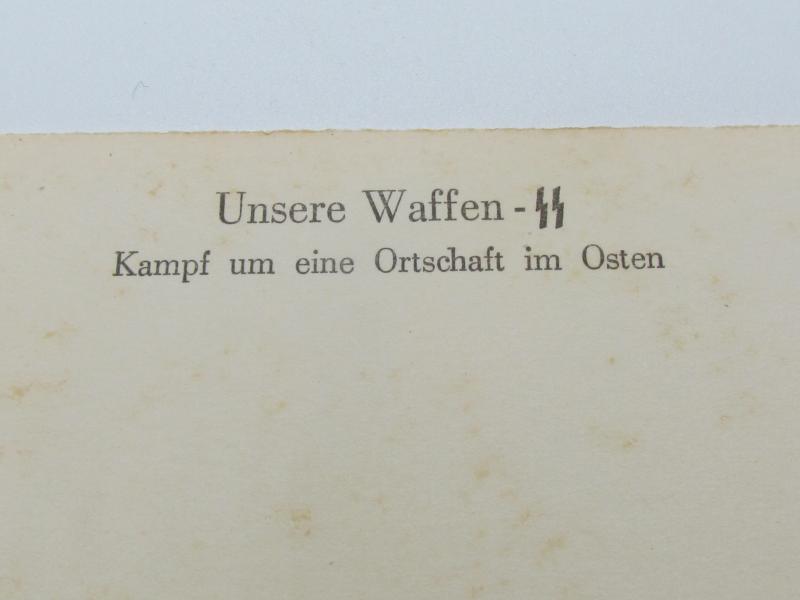 Unsere Waffen-ᛋᛋ
Kampf um eine Ortschaft im Osten